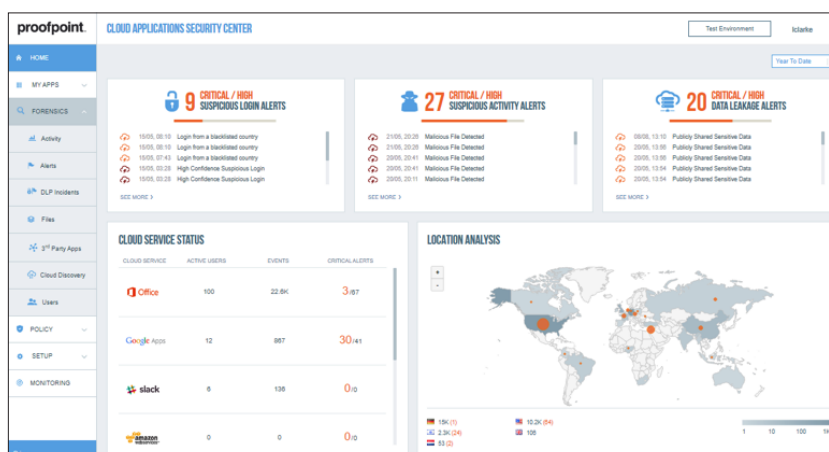 proofpoint.
CLOUD APPLICATIONS SECURITY CENTER
Test Environment
lclarke
HOME
Year To Date
MY APPS
FORENSICS
Activity
Alerts
DLP Incidents
Files
3rd Party Apps
Cloud Discovery
Users
POLICY
SETUP
MONITORING
9 CRITICAL / HIGH
SUSPICIOUS LOGIN ALERTS
15/05, 08:10 Login from a blacklisted country
15/05, 08:10 Login from a blacklisted country
15/05, 07:43 Login from a blacklisted country
15/05, 03:28 High Confidence Suspicious Login
15/05, 03:28 High Confidence Suspicious Login
SEE MORE >
27 CRITICAL / HIGH
SUSPICIOUS ACTIVITY ALERTS
21/05, 20:26 Malicious File Detected
21/05, 20:26 Malicious File Detected
20/05, 20:41 Malicious File Detected
20/05, 20:41 Malicious File Detected
20/05, 20:11 Malicious File Detected
SEE MORE >
20 CRITICAL / HIGH
DATA LEAKAGE ALERTS
08/08, 13:10 Publicly Shared Sensitive Data
20/05, 13:56 Publicly Shared Sensitive Data
20/05, 13:56 Publicly Shared Sensitive Data
20/05, 13:54 Publicly Shared Sensitive Data
20/05, 13:54 Publicly Shared Sensitive Data
SEE MORE >
CLOUD SERVICE STATUS
CLOUD SERVICE ACTIVE USERS EVENTS CRITICAL ALERTS
Office 100 22.6K 3/67
Google Apps 12 867 30/41
slack 6 138 0/0
amazon webservices 0 0 0/0
LOCATION ANALYSIS
+
-
15K (1) 10.2K (64)
2.3K (24) 108
53 (2)
1 10 100 1K